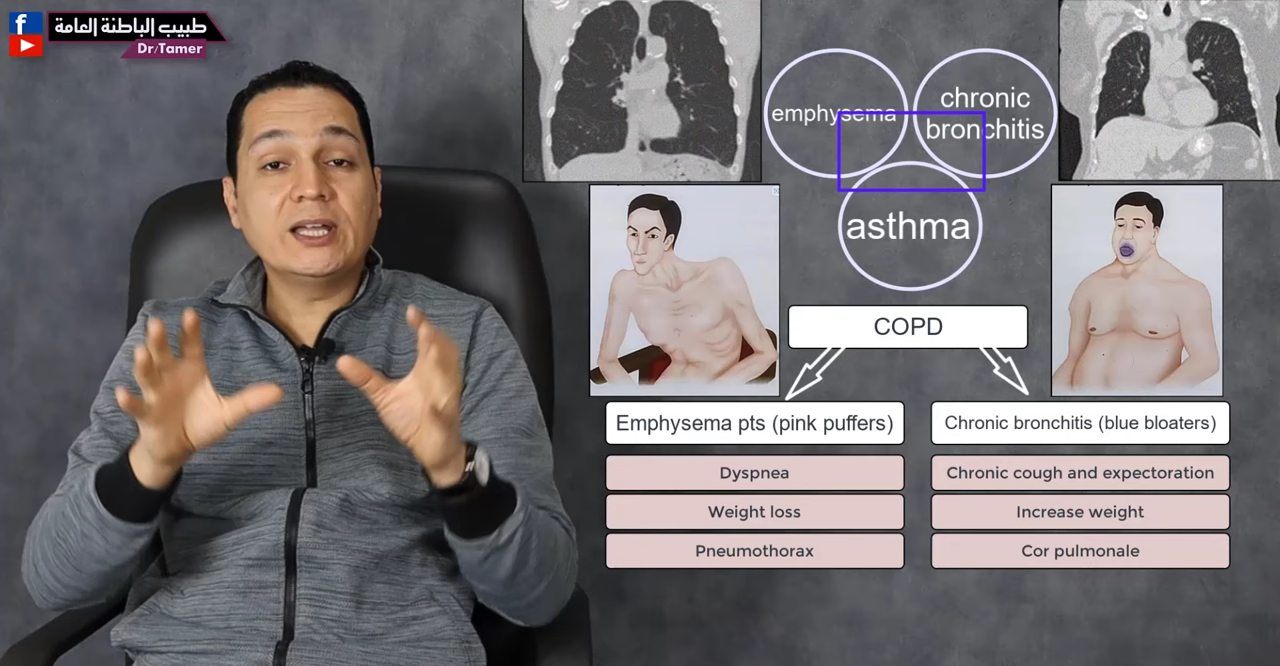 طبيب الباطنة العامة
Dr/Tamer
emphysema
chronic
bronchitis
asthma
COPD
Emphysema pts (pink puffers)
Chronic bronchitis (blue bloaters)
Dyspnea
Chronic cough and expectoration
Weight loss
Increase weight
Pneumothorax
Cor pulmonale